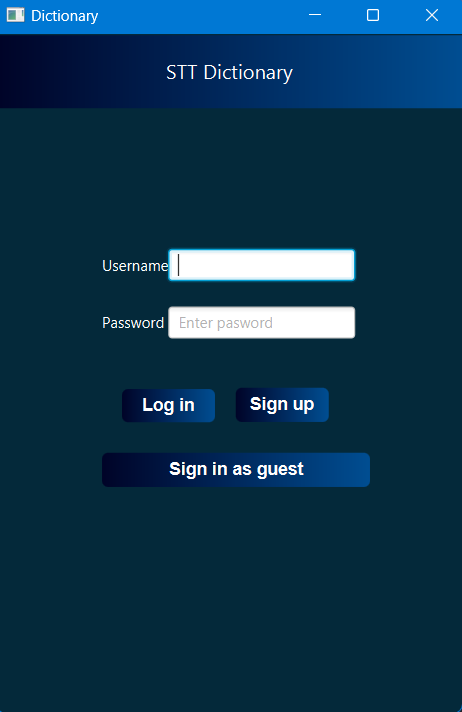 Dictionary
STT Dictionary
Username
Password Enter pasword
Log in Sign up
Sign in as guest